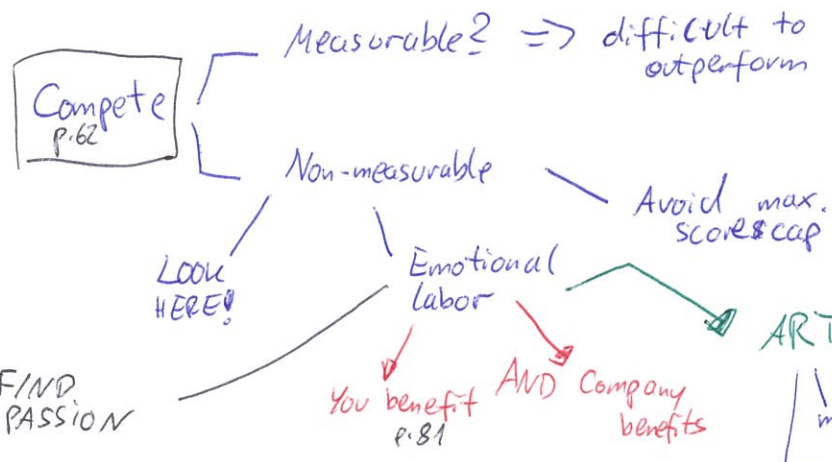 Measurable? => difficult to
outperform
Compete
p.62
Non-measurable
Avoid max.
scores cap
LOOK
HERE!
Emotional
labor
ART
FIND
PASSION
You benefit
p.81
AND Company
benefits